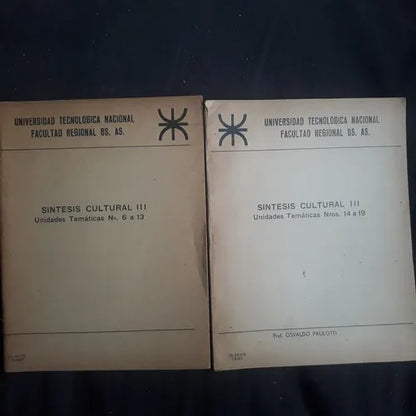 UNIVERSIDAD TECNOLOGICA NACIONAL
FACULTAD REGIONAL BS. AS.
SINTESIS CULTURAL III
Unidades Temáticas No. 6 a 13
UNIVERSIDAD TECNOLOGICA NACIONAL
FACULTAD REGIONAL BS. AS.
SINTESIS CULTURAL III
Unidades Temáticas Nros. 14 a 19
Prof. OSVALDO PAULOTTI